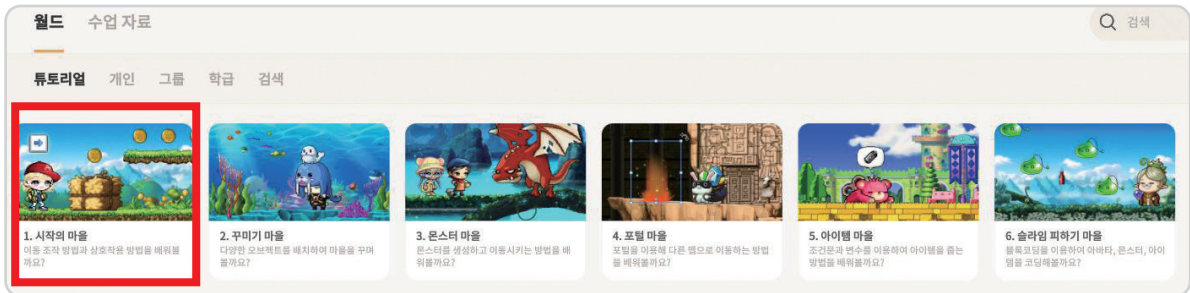 월드 수업 자료 검색
튜토리얼 개인 그룹 학급 검색
1. 시작의 마을
이동 조작 방법과 상호작용 방법을 배워볼
까요?
2. 꾸미기 마을
다양한 오브젝트를 배치하여 마을을 꾸며
볼까요?
3. 몬스터 마을
몬스터를 생성하고 이동시키는 방법을 배
워볼까요?
4. 포털 마을
포털을 이용해 다른 맵으로 이동하는 방법
을 배워볼까요?
5. 아이템 마을
조건문과 변수를 이용하여 아이템을 줍는
방법을 배워볼까요?
6. 슬라임 피하기 마을
블록코딩을 이용하여 아바타, 몬스터, 아이
템을 코딩해볼까요?